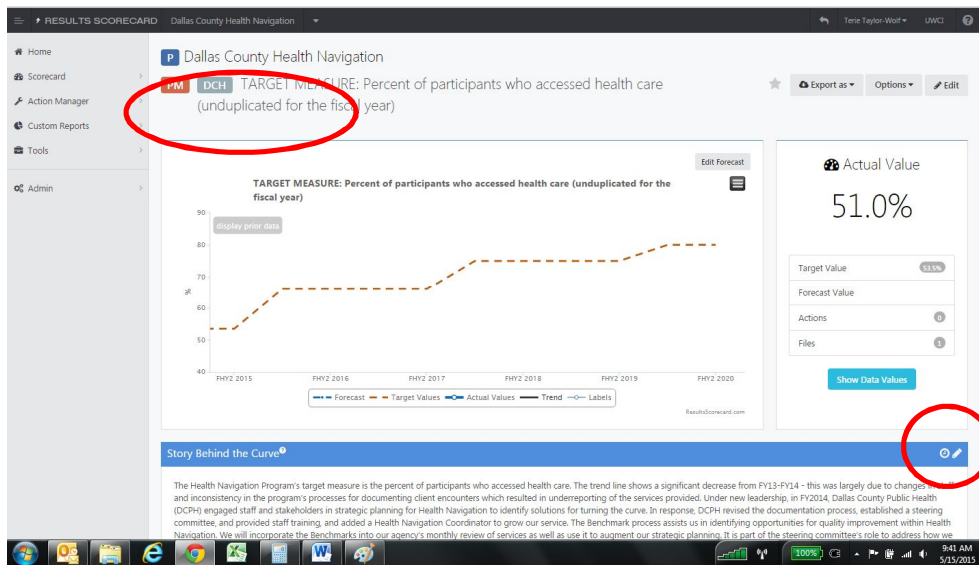 RESULTS SCORECARD Dallas County Health Navigation Terie Taylor-Wolf UWCI ?
Home
Scorecard
Action Manager
Custom Reports
Tools
Admin
P Dallas County Health Navigation
PM DCH TARGET MEASURE: Percent of participants who accessed health care
(unduplicated for the fiscal year)
Export as Options Edit
Edit Forecast
TARGET MEASURE: Percent of participants who accessed health care (unduplicated for the
fiscal year)
display prior data
90
80
70
60
50
40
%
FHY2 2015 FHY2 2016 FHY2 2017 FHY2 2018 FHY2 2019 FHY2 2020
Forecast Target Values Actual Values Trend Labels
ResultsScorecard.com
Actual Value
51.0%
Target Value 53.5%
Forecast Value
Actions 0
Files 1
Show Data Values
Story Behind the Curve?
The Health Navigation Program's target measure is the percent of participants who accessed health care. The trend line shows a significant decrease from FY13-FY14 - this was largely due to changes in staff
and inconsistency in the program's processes for documenting client encounters which resulted in underreporting of the services provided. Under new leadership, in FY2014, Dallas County Public Health
(DCPH) engaged staff and stakeholders in strategic planning for Health Navigation to identify solutions for turning the curve. In response, DCPH revised the documentation process, established a steering
committee, and provided staff training, and added a Health Navigation Coordinator to grow our service. The Benchmark process assists us in identifying opportunities for quality improvement within Health
Navigation. We will incorporate the Benchmarks into our agency's monthly review of services as well as use it to augment our strategic planning. It is part of the steering committee's role to address how we
100%
9:41 AM
5/15/2015